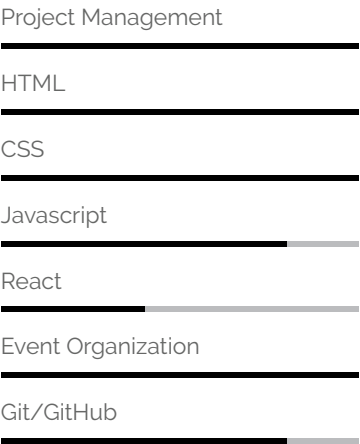 Project Management
HTML
CSS
Javascript
React
Event Organization
Git/GitHub